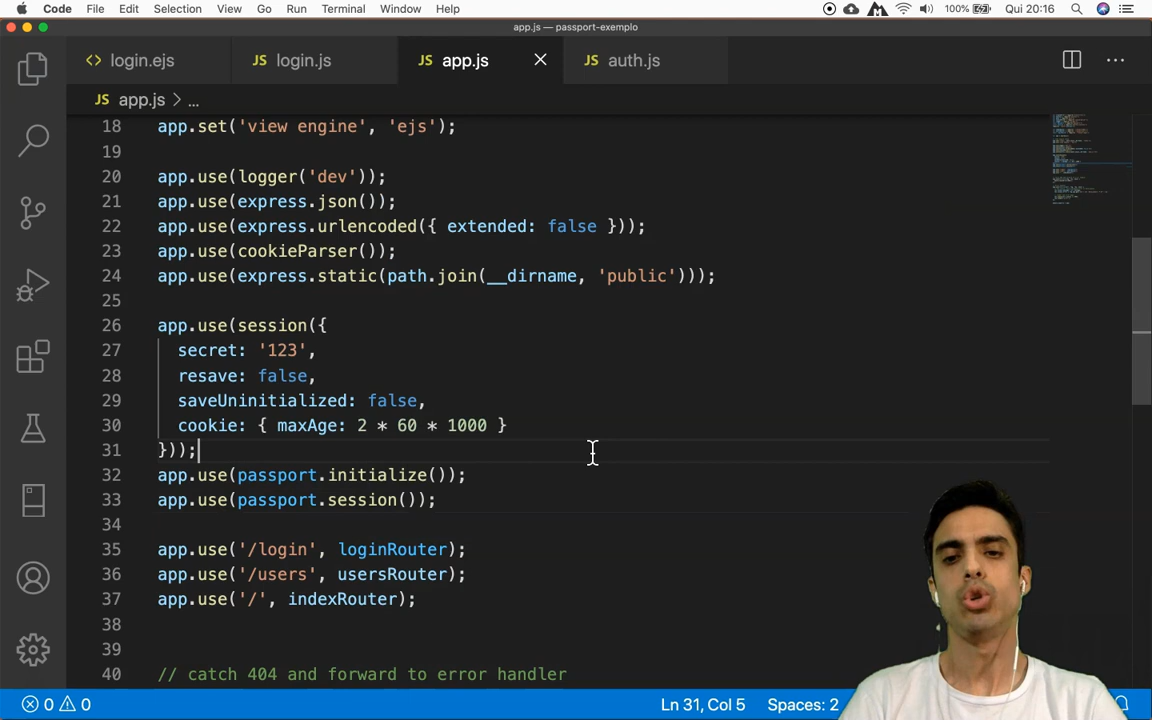 Code File Edit Selection View Go Run Terminal Window Help 100% Qui 20:16
app.js — passport-exemplo
<> login.ejs JS login.js JS app.js JS auth.js
JS app.js > ...
18 app.set('view engine', 'ejs');
19
20 app.use(logger('dev'));
21 app.use(express.json());
22 app.use(express.urlencoded({ extended: false }));
23 app.use(cookieParser());
24 app.use(express.static(path.join(__dirname, 'public')));
25
26 app.use(session({
27 secret: '123',
28 resave: false,
29 saveUninitialized: false,
30 cookie: { maxAge: 2 * 60 * 1000 }
31 }));
32 app.use(passport.initialize());
33 app.use(passport.session());
34
35 app.use('/login', loginRouter);
36 app.use('/users', usersRouter);
37 app.use('/', indexRouter);
38
39
40 // catch 404 and forward to error handler
0 0 Ln 31, Col 5 Spaces: 2